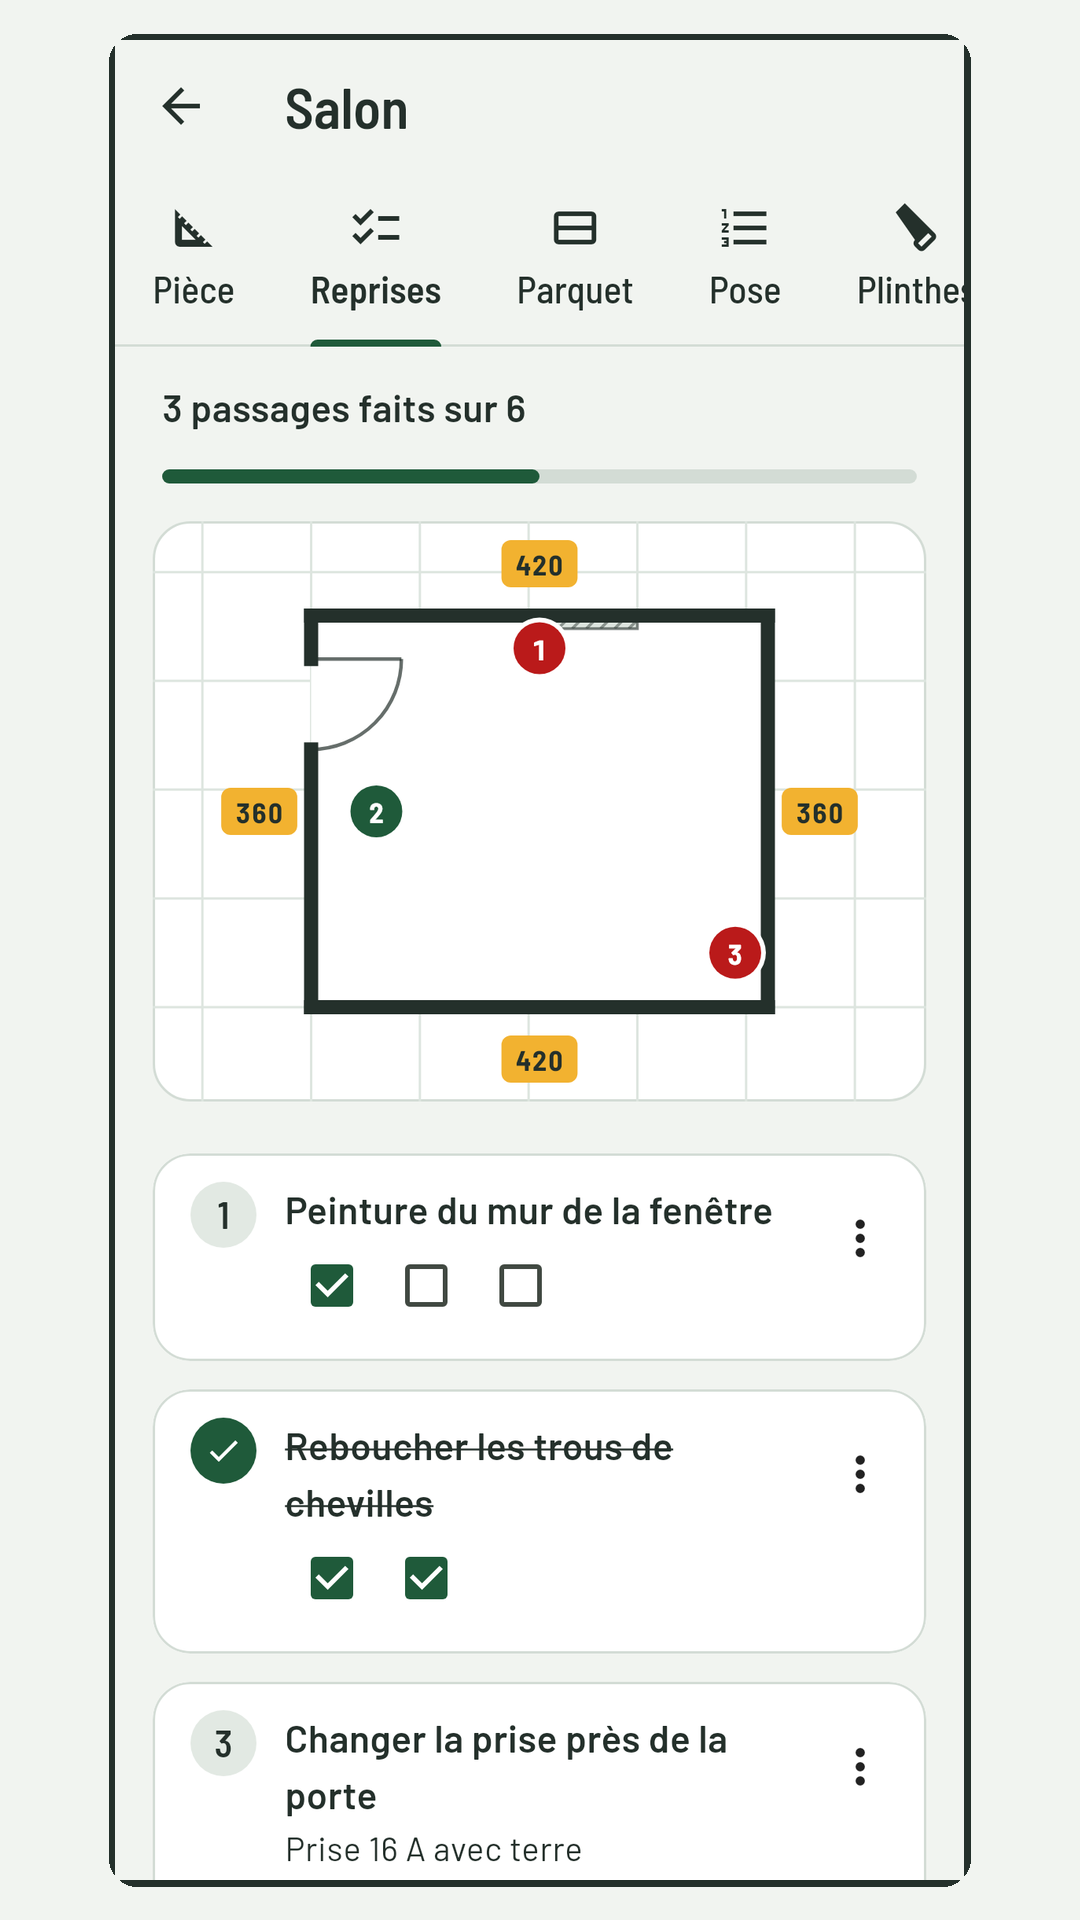 Salon
Pièce
Reprises
Parquet
Pose
Plinthes
3 passages faits sur 6
420
1
2
360
360
3
420
1
Peinture du mur de la fenêtre
Reboucher les trous de
chevilles
3
Changer la prise près de la
porte
Prise 16 A avec terre